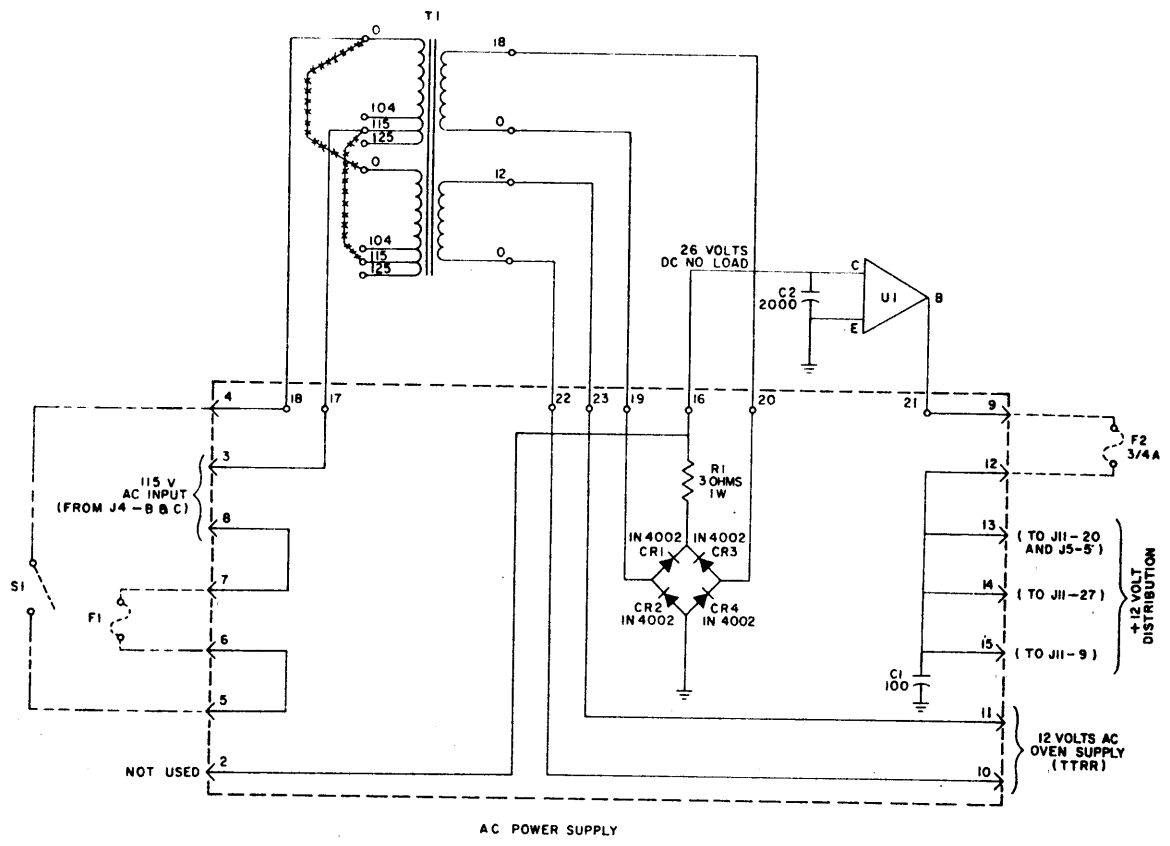 T1
0
18
104
115
125
0
0
12
104
115
125
0
26 VOLTS
DC NO LOAD
C2
2000
C
E
U1
B
4
18
17
22
23
19
16
20
21
9
3
115 V
AC INPUT
(FROM J4-B & C)
8
7
S1
F1
6
5
NOT USED
2
R1
3 OHMS
1W
IN 4002
CR1
IN 4002
CR3
CR2
IN 4002
CR4
IN 4002
F2
3/4A
12
13
(TO J11-20
AND J5-5)
14
(TO J11-27)
15
(TO J11-9)
+12 VOLT
DISTRIBUTION
C1
100
11
12 VOLTS AC
OVEN SUPPLY
(TTRR)
10
AC POWER SUPPLY